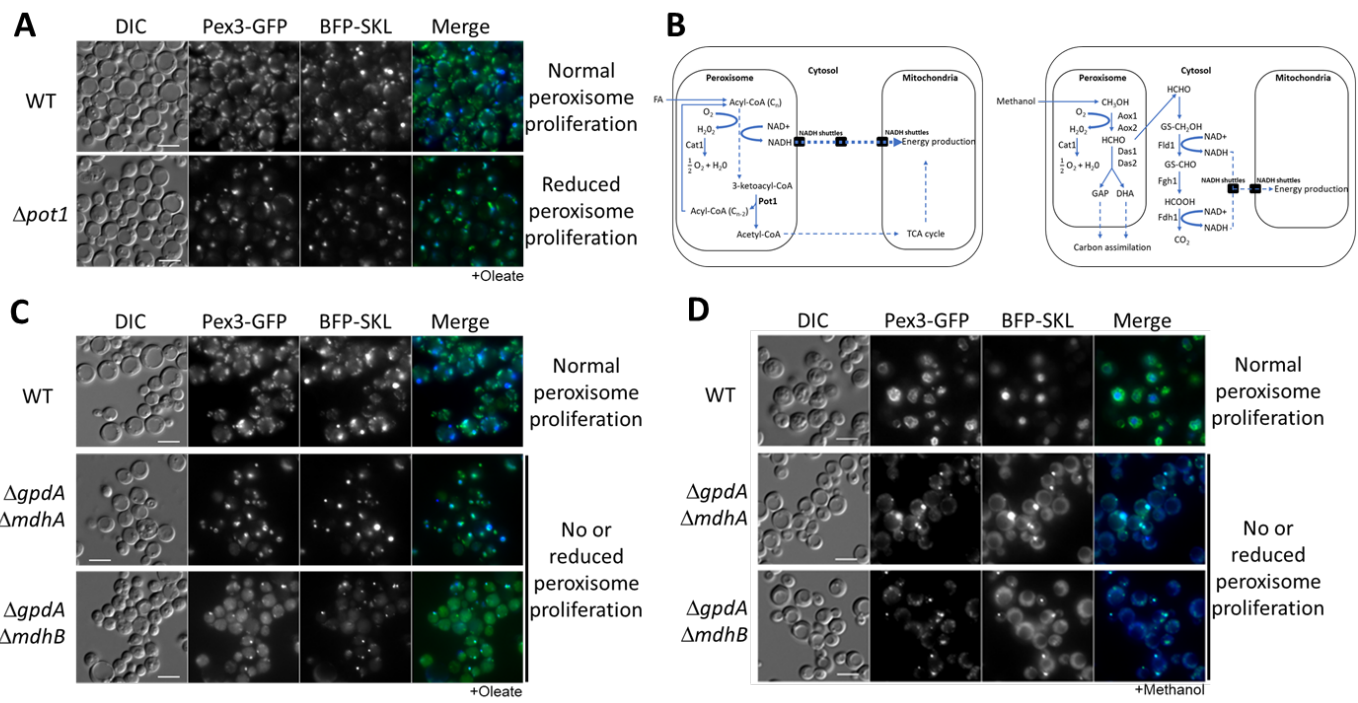 A
DIC
Pex3-GFP
BFP-SKL
Merge
WT
Normal
peroxisome
proliferation
Δpot1
Reduced
peroxisome
proliferation
+Oleate
B
Peroxisome
Cytosol
Mitochondria
FA
Acyl-CoA (Cn)
O2
H2O2
NAD+
NADH
Cat1
1/2 O2 + H20
NADH shuttles
NADH shuttles
Energy production
3-ketoacyl-CoA
Pot1
Acyl-CoA (Cn-2)
Acetyl-CoA
TCA cycle
Peroxisome
Cytosol
Mitochondria
Methanol
CH3OH
O2
Aox1
H2O2
Aox2
Cat1
HCHO
1/2 O2 + H20
Das1
Das2
GAP
DHA
Carbon assimilation
HCHO
GS-CH2OH
NAD+
Fld1
NADH
GS-CHO
Fgh1
HCOOH
NAD+
Fdh1
NADH
CO2
NADH shuttles
NADH shuttles
Energy production
C
DIC
Pex3-GFP
BFP-SKL
Merge
WT
Normal
peroxisome
proliferation
ΔgpdA
ΔmdhA
ΔgpdA
ΔmdhB
No or
reduced
peroxisome
proliferation
+Oleate
D
DIC
Pex3-GFP
BFP-SKL
Merge
WT
Normal
peroxisome
proliferation
ΔgpdA
ΔmdhA
ΔgpdA
ΔmdhB
No or
reduced
peroxisome
proliferation
+Methanol